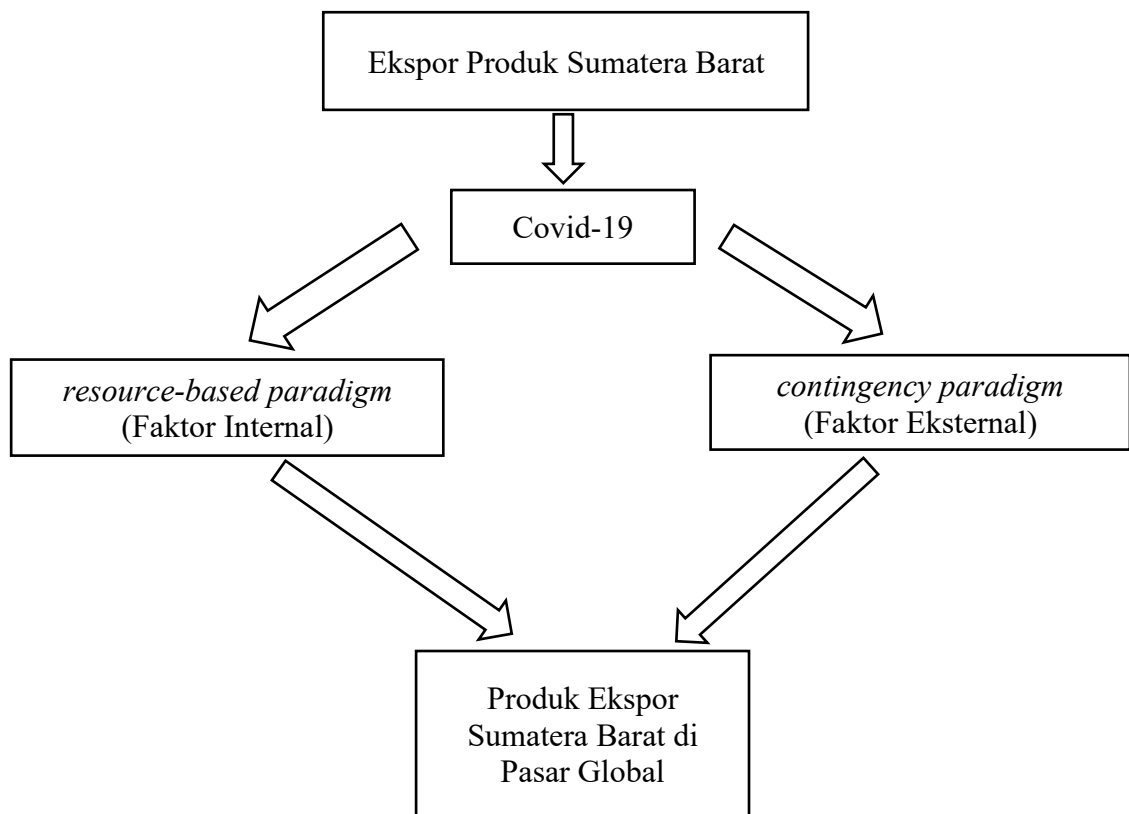 Ekspor Produk Sumatera Barat
Covid-19
resource-based paradigm
(Faktor Internal)
contingency paradigm
(Faktor Eksternal)
Produk Ekspor
Sumatera Barat di
Pasar Global